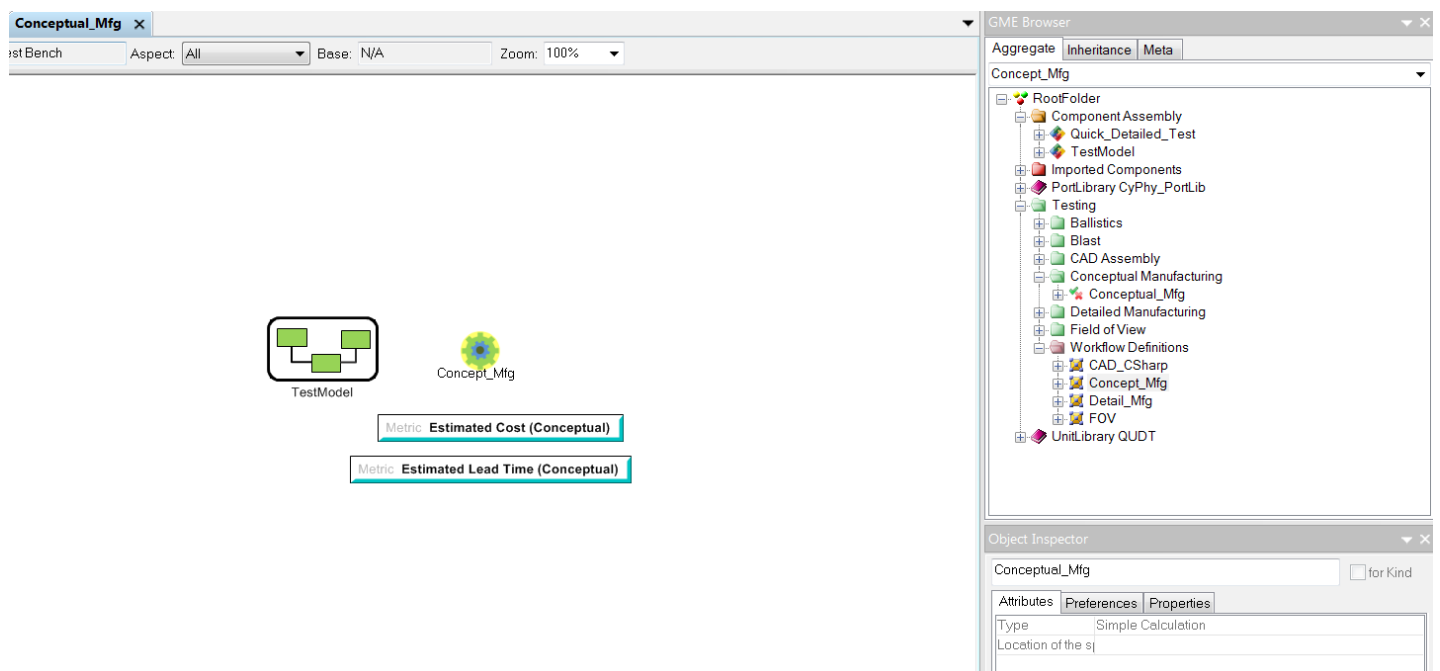 Conceptual_Mfg
est Bench Aspect: All Base: N/A Zoom: 100%
TestModel
Concept_Mfg
Metric Estimated Cost (Conceptual)
Metric Estimated Lead Time (Conceptual)
GME Browser
Aggregate Inheritance Meta
Concept_Mfg
RootFolder
Component Assembly
Quick_Detailed_Test
TestModel
Imported Components
PortLibrary CyPhy_PortLib
Testing
Ballistics
Blast
CAD Assembly
Conceptual Manufacturing
Conceptual_Mfg
Detailed Manufacturing
Field of View
Workflow Definitions
CAD_CSharp
Concept_Mfg
Detail_Mfg
FOV
UnitLibrary QUDT
Object Inspector
Conceptual_Mfg for Kind
Attributes Preferences Properties
Type Simple Calculation
Location of the s